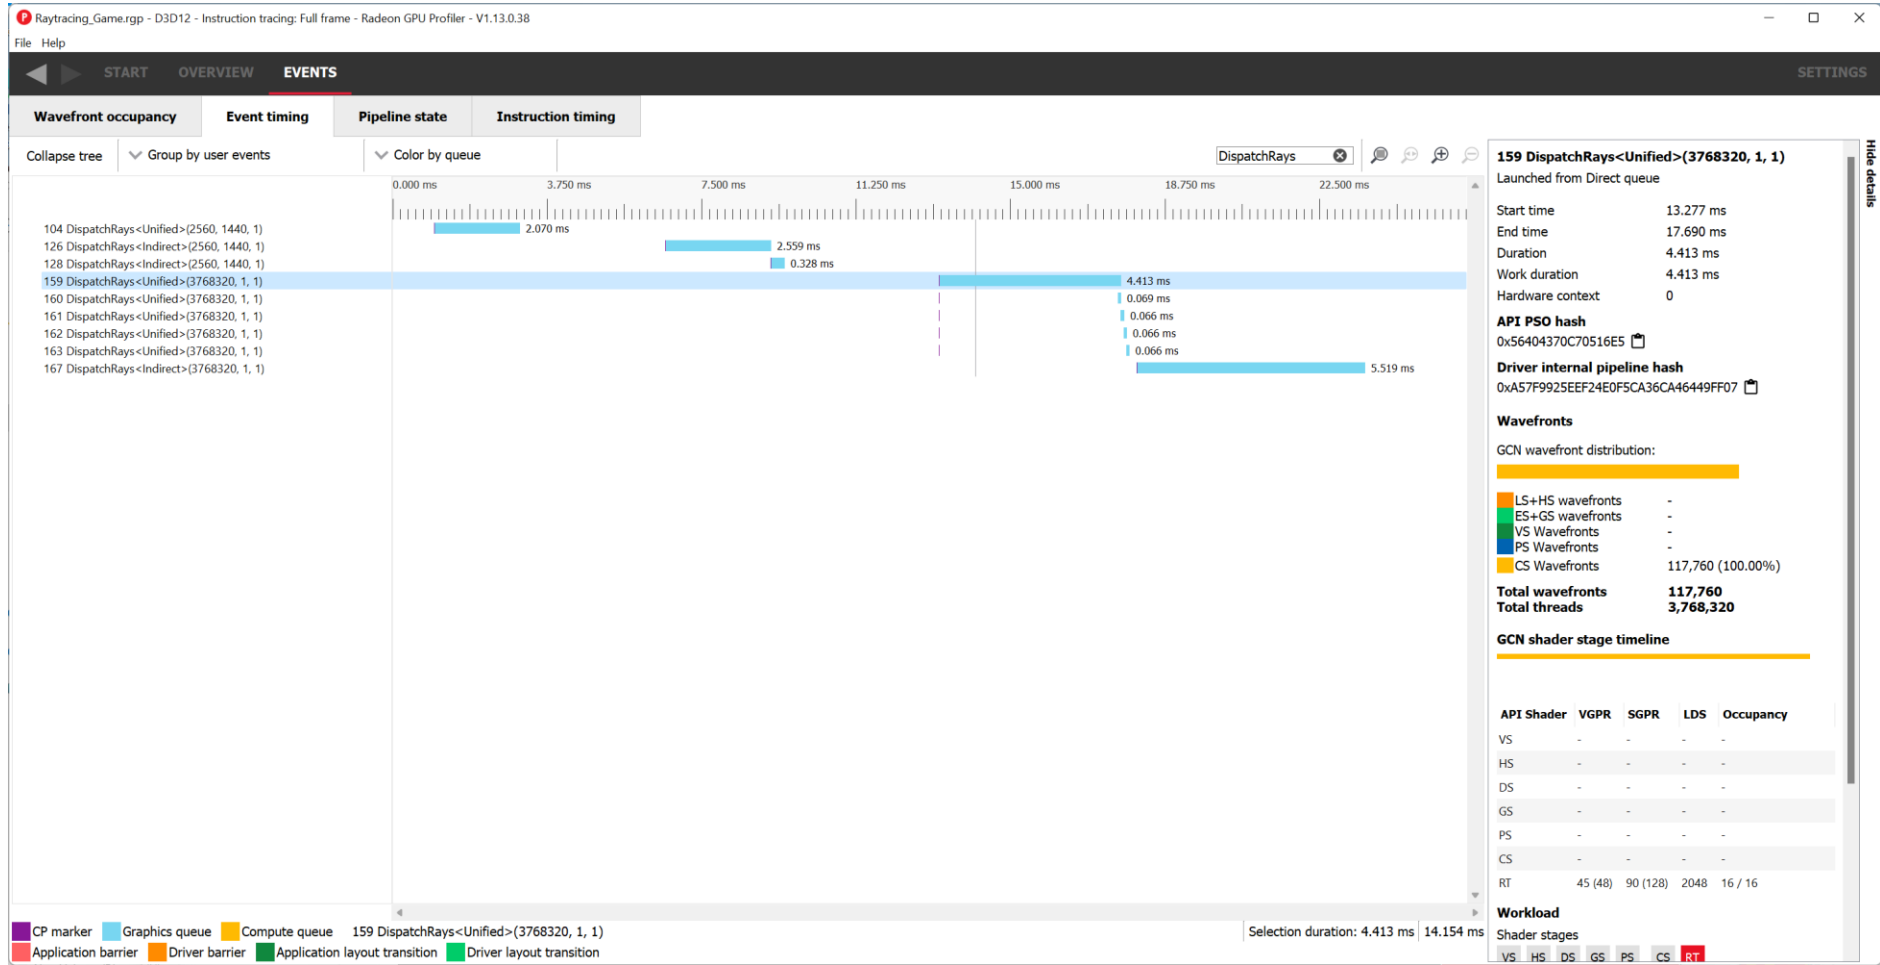 Raytracing_Game.rgp - D3D12 - Instruction tracing: Full frame - Radeon GPU Profiler - V1.13.0.38
File Help
START OVERVIEW EVENTS SETTINGS
Wavefront occupancy Event timing Pipeline state Instruction timing
Collapse tree Group by user events Color by queue DispatchRays
0.000 ms 3.750 ms 7.500 ms 11.250 ms 15.000 ms 18.750 ms 22.500 ms
104 DispatchRays<Unified>(2560, 1440, 1) 2.070 ms
126 DispatchRays<Indirect>(2560, 1440, 1) 2.559 ms
128 DispatchRays<Indirect>(2560, 1440, 1) 0.328 ms
159 DispatchRays<Unified>(3768320, 1, 1) 4.413 ms
160 DispatchRays<Unified>(3768320, 1, 1) 0.069 ms
161 DispatchRays<Unified>(3768320, 1, 1) 0.066 ms
162 DispatchRays<Unified>(3768320, 1, 1) 0.066 ms
163 DispatchRays<Unified>(3768320, 1, 1) 0.066 ms
167 DispatchRays<Indirect>(3768320, 1, 1) 5.519 ms
CP marker Graphics queue Compute queue 159 DispatchRays<Unified>(3768320, 1, 1) Selection duration: 4.413 ms 14.154 ms
Application barrier Driver barrier Application layout transition Driver layout transition
Hide details
159 DispatchRays<Unified>(3768320, 1, 1)
Launched from Direct queue
Start time 13.277 ms
End time 17.690 ms
Duration 4.413 ms
Work duration 4.413 ms
Hardware context 0
API PSO hash
0x56404370C70516E5
Driver internal pipeline hash
0xA57F9925EEF24E0F5CA36CA46449FF07
Wavefronts
GCN wavefront distribution:
LS+HS wavefronts -
ES+GS wavefronts -
VS Wavefronts -
PS Wavefronts -
CS Wavefronts 117,760 (100.00%)
Total wavefronts 117,760
Total threads 3,768,320
GCN shader stage timeline
API Shader VGPR SGPR LDS Occupancy
VS - - - -
HS - - - -
DS - - - -
GS - - - -
PS - - - -
CS - - - -
RT 45 (48) 90 (128) 2048 16 / 16
Workload
Shader stages
VS HS DS GS PS CS RT